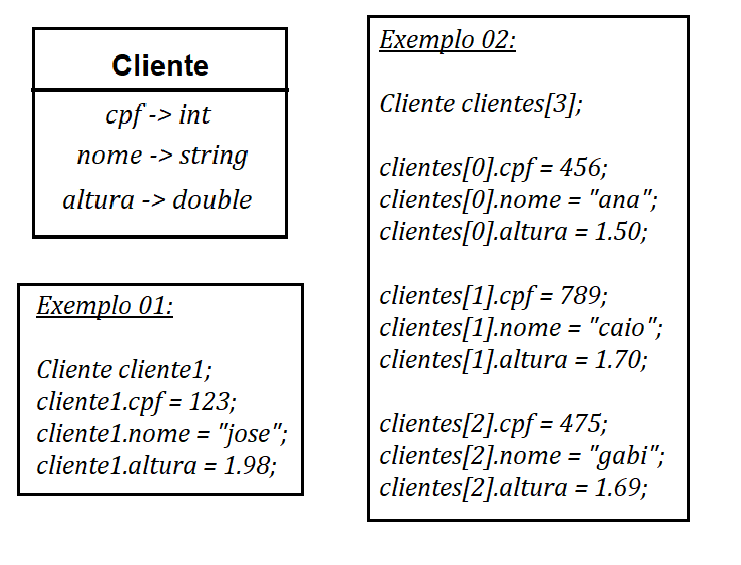 Cliente
cpf -> int
nome -> string
altura -> double
Exemplo 01:
Cliente cliente1;
cliente1.cpf = 123;
cliente1.nome = "jose";
cliente1.altura = 1.98;
Exemplo 02:
Cliente clientes[3];
clientes[0].cpf = 456;
clientes[0].nome = "ana";
clientes[0].altura = 1.50;
clientes[1].cpf = 789;
clientes[1].nome = "caio";
clientes[1].altura = 1.70;
clientes[2].cpf = 475;
clientes[2].nome = "gabi";
clientes[2].altura = 1.69;